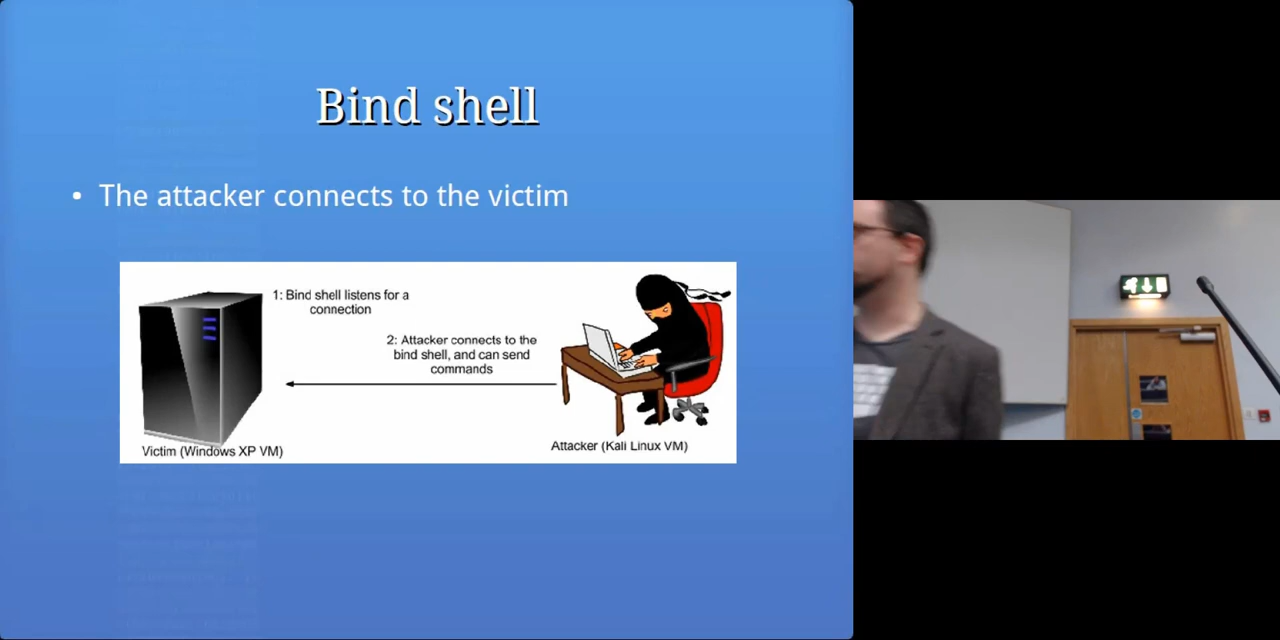 Bind shell
• The attacker connects to the victim
1: Bind shell listens for a
connection
2: Attacker connects to the
bind shell, and can send
commands
Victim (Windows XP VM)
Attacker (Kali Linux VM)